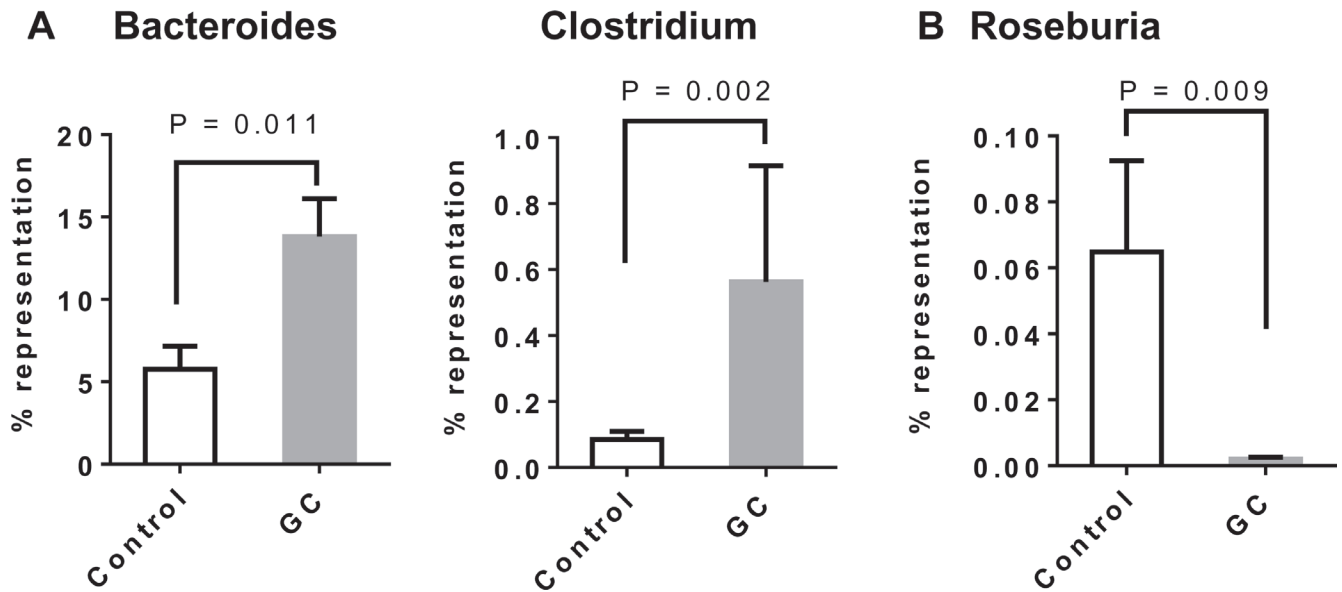 A Bacteroides
P = 0.011
% representation
20
15
10
5
0
Control
GC
Clostridium
P = 0.002
% representation
1.0
0.8
0.6
0.4
0.2
0.0
Control
GC
B Roseburia
P = 0.009
% representation
0.10
0.08
0.06
0.04
0.02
0.00
Control
GC